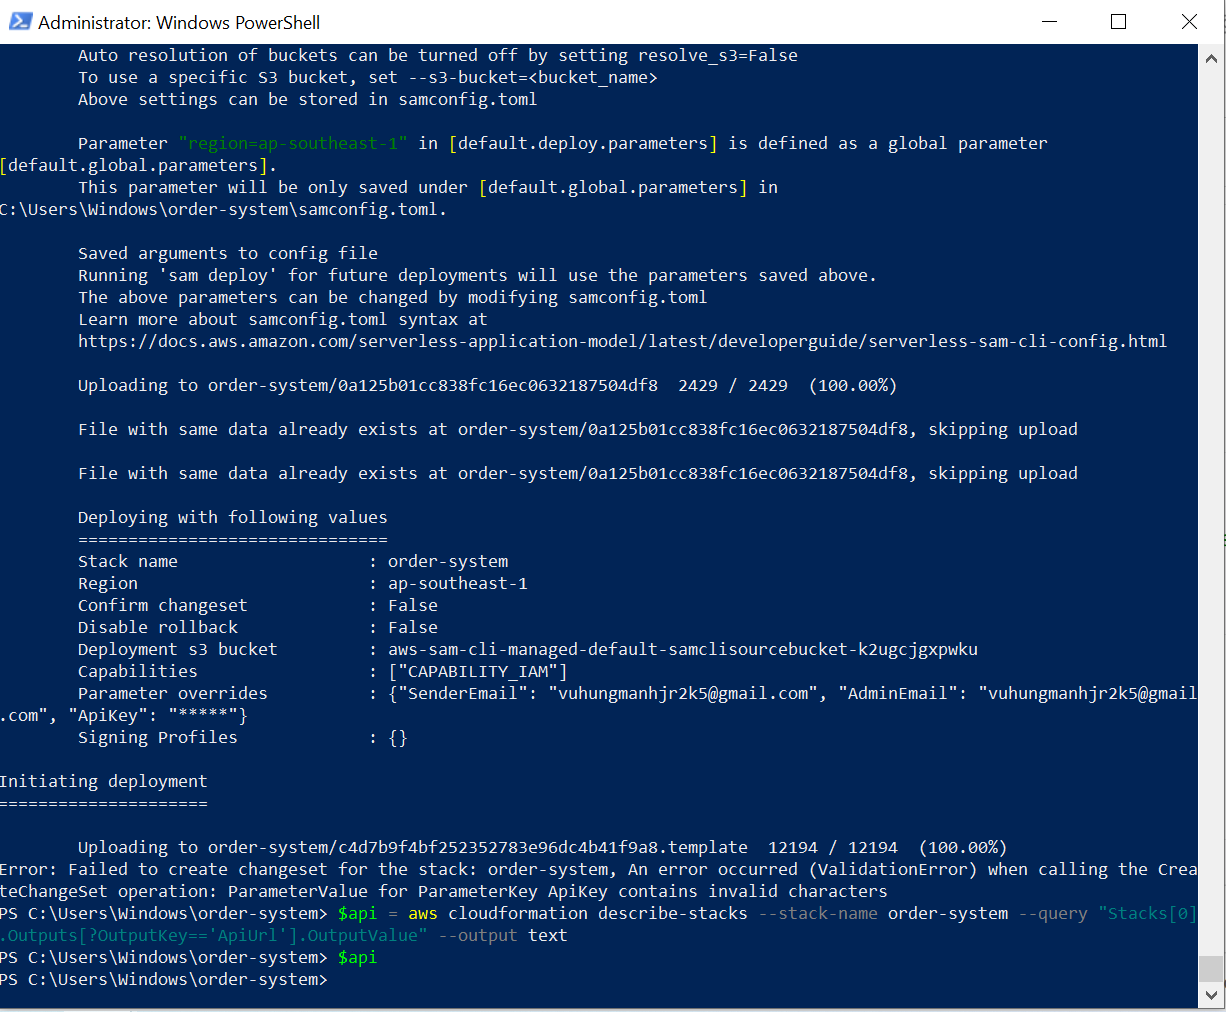 Administrator: Windows PowerShell
Auto resolution of buckets can be turned off by setting resolve_s3=False
To use a specific S3 bucket, set --s3-bucket=<bucket_name>
Above settings can be stored in samconfig.toml
Parameter "region=ap-southeast-1" in [default.deploy.parameters] is defined as a global parameter
[default.global.parameters].
This parameter will be only saved under [default.global.parameters] in
C:\Users\Windows\order-system\samconfig.toml.
Saved arguments to config file
Running 'sam deploy' for future deployments will use the parameters saved above.
The above parameters can be changed by modifying samconfig.toml
Learn more about samconfig.toml syntax at
https://docs.aws.amazon.com/serverless-application-model/latest/developerguide/serverless-sam-cli-config.html
Uploading to order-system/0a125b01cc838fc16ec0632187504df8  2429 / 2429  (100.00%)
File with same data already exists at order-system/0a125b01cc838fc16ec0632187504df8, skipping upload
File with same data already exists at order-system/0a125b01cc838fc16ec0632187504df8, skipping upload
Deploying with following values
===============================
Stack name                   : order-system
Region                       : ap-southeast-1
Confirm changeset            : False
Disable rollback             : False
Deployment s3 bucket         : aws-sam-cli-managed-default-samclisourcebucket-k2ugcjgxpwku
Capabilities                 : ["CAPABILITY_IAM"]
Parameter overrides          : {"SenderEmail": "vuhungmanhjr2k5@gmail.com", "AdminEmail": "vuhungmanhjr2k5@gmail
.com", "ApiKey": "*****"}
Signing Profiles             : {}
Initiating deployment
=====================
Uploading to order-system/c4d7b9f4bf252352783e96dc4b41f9a8.template  12194 / 12194  (100.00%)
Error: Failed to create changeset for the stack: order-system, An error occurred (ValidationError) when calling the Crea
teChangeSet operation: ParameterValue for ParameterKey ApiKey contains invalid characters
PS C:\Users\Windows\order-system> $api = aws cloudformation describe-stacks --stack-name order-system --query "Stacks[0]
.Outputs[?OutputKey=='ApiUrl'].OutputValue" --output text
PS C:\Users\Windows\order-system> $api
PS C:\Users\Windows\order-system>